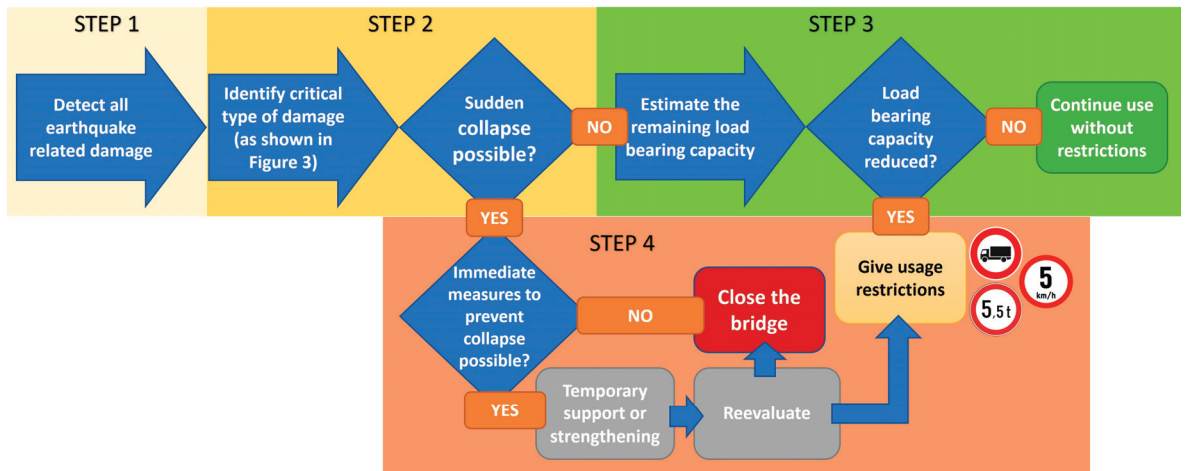 STEP 1
Detect all
earthquake
related damage
STEP 2
Identify critical
type of damage
(as shown in
Figure 3)
Sudden
collapse
possible?
NO
YES
STEP 3
Estimate the
remaining load
bearing capacity
Load
bearing
capacity
reduced?
NO
Continue use
without
restrictions
YES
STEP 4
Immediate
measures to
prevent
collapse
possible?
NO
Close the
bridge
YES
Temporary
support or
strengthening
Reevaluate
Give usage
restrictions
5
km/h
5,5t